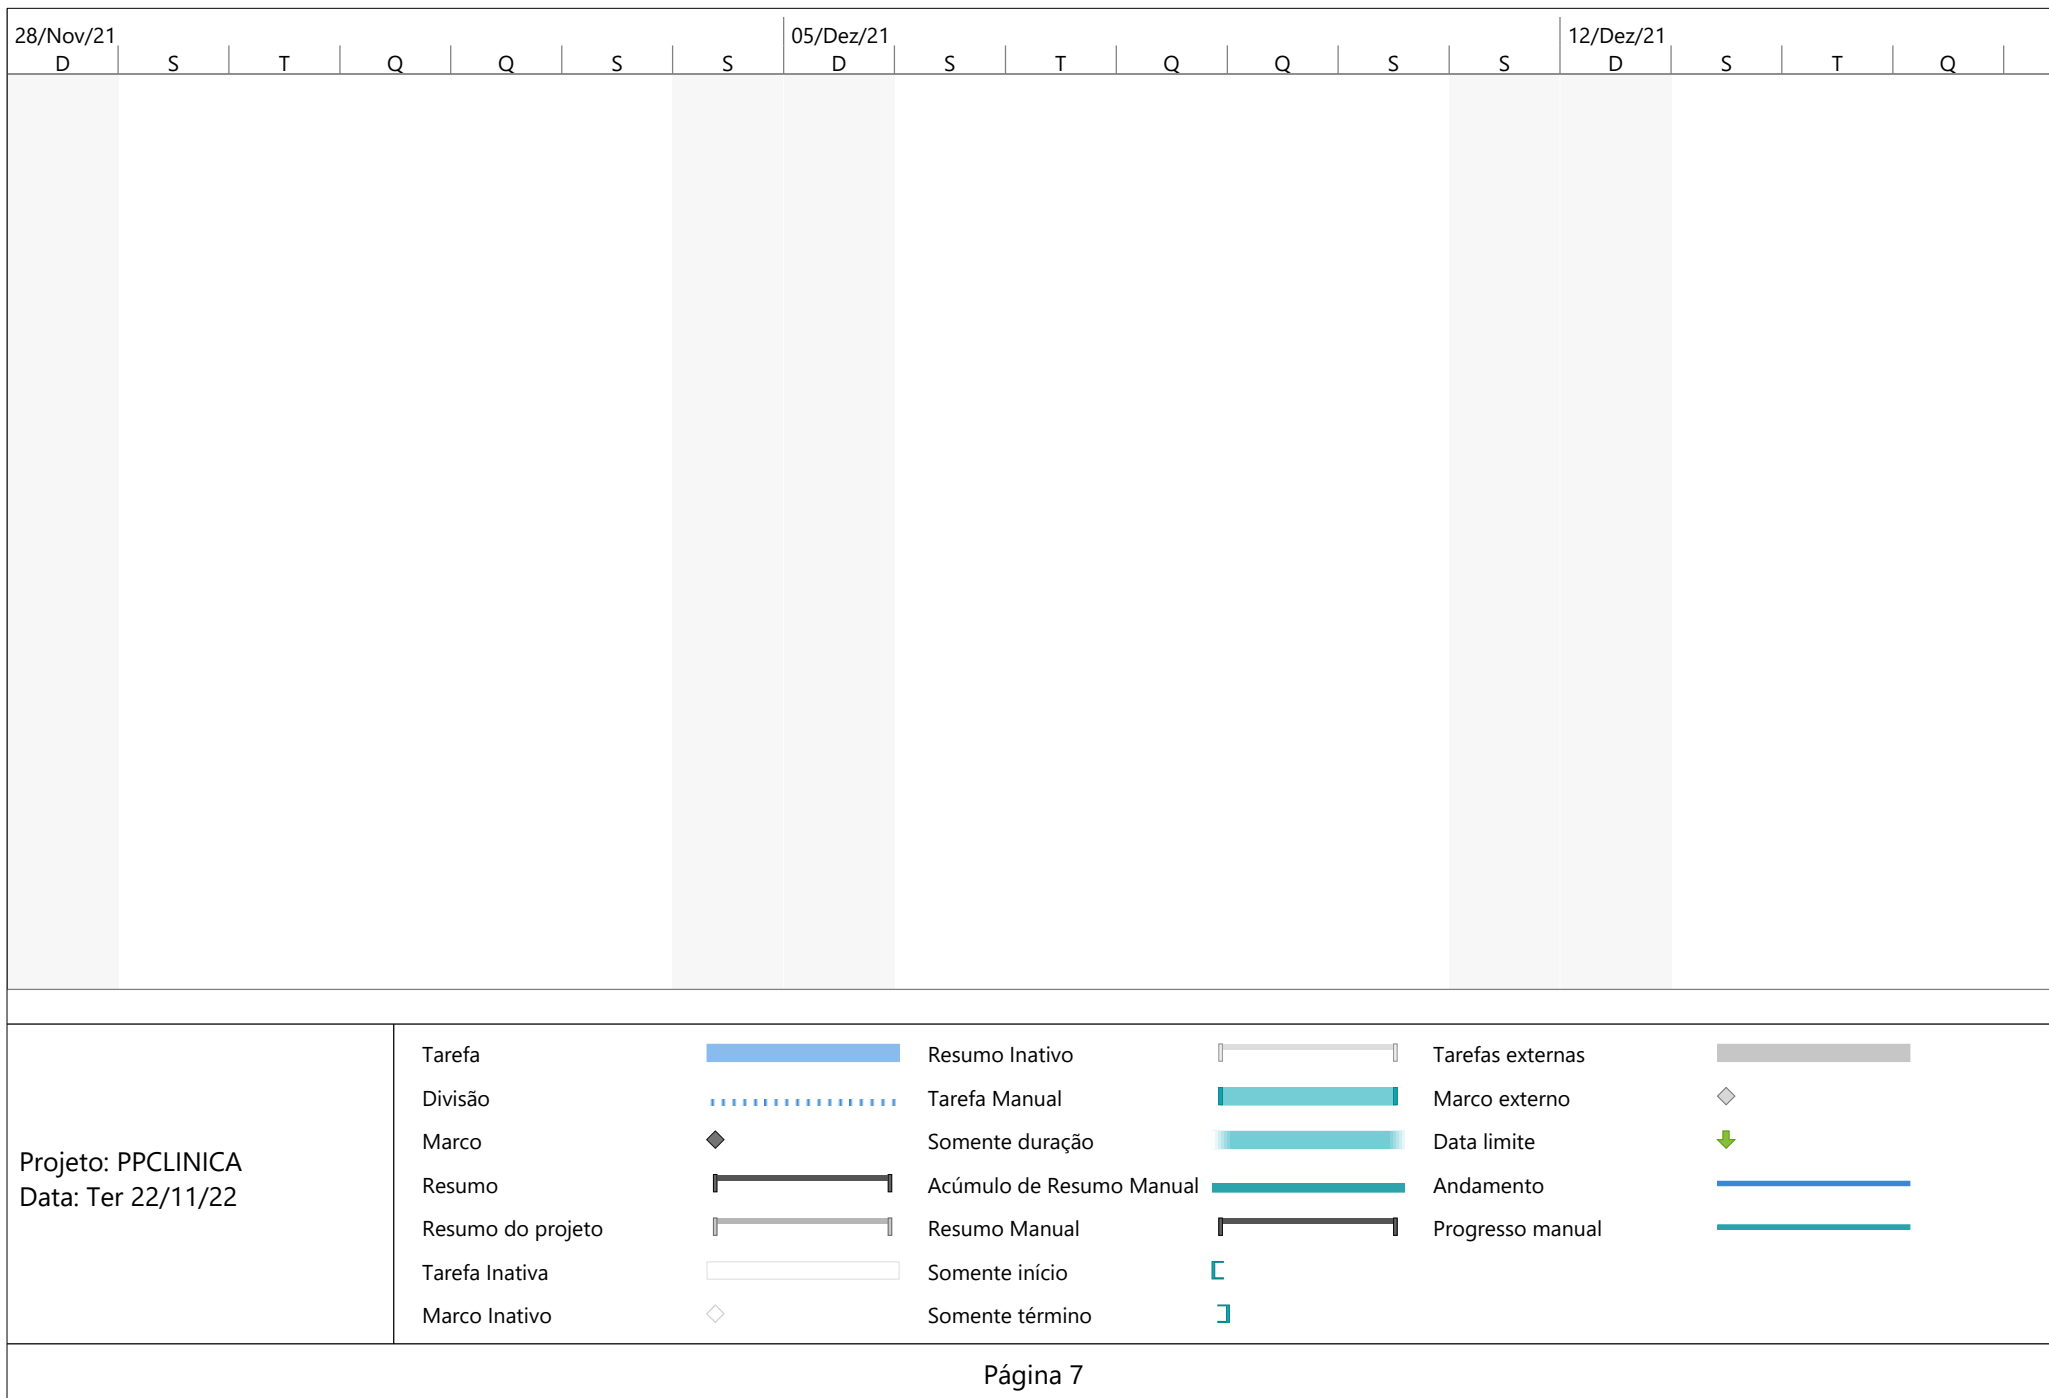 28/Nov/21 05/Dez/21 12/Dez/21
D S T Q Q S S D S T Q Q S S D S T Q
Projeto: PPCLINICA
Data: Ter 22/11/22
Tarefa
Divisão
Marco
Resumo
Resumo do projeto
Tarefa Inativa
Marco Inativo
Resumo Inativo
Tarefa Manual
Somente duração
Acúmulo de Resumo Manual
Resumo Manual
Somente início
Somente término
Tarefas externas
Marco externo
Data limite
Andamento
Progresso manual
Página 7